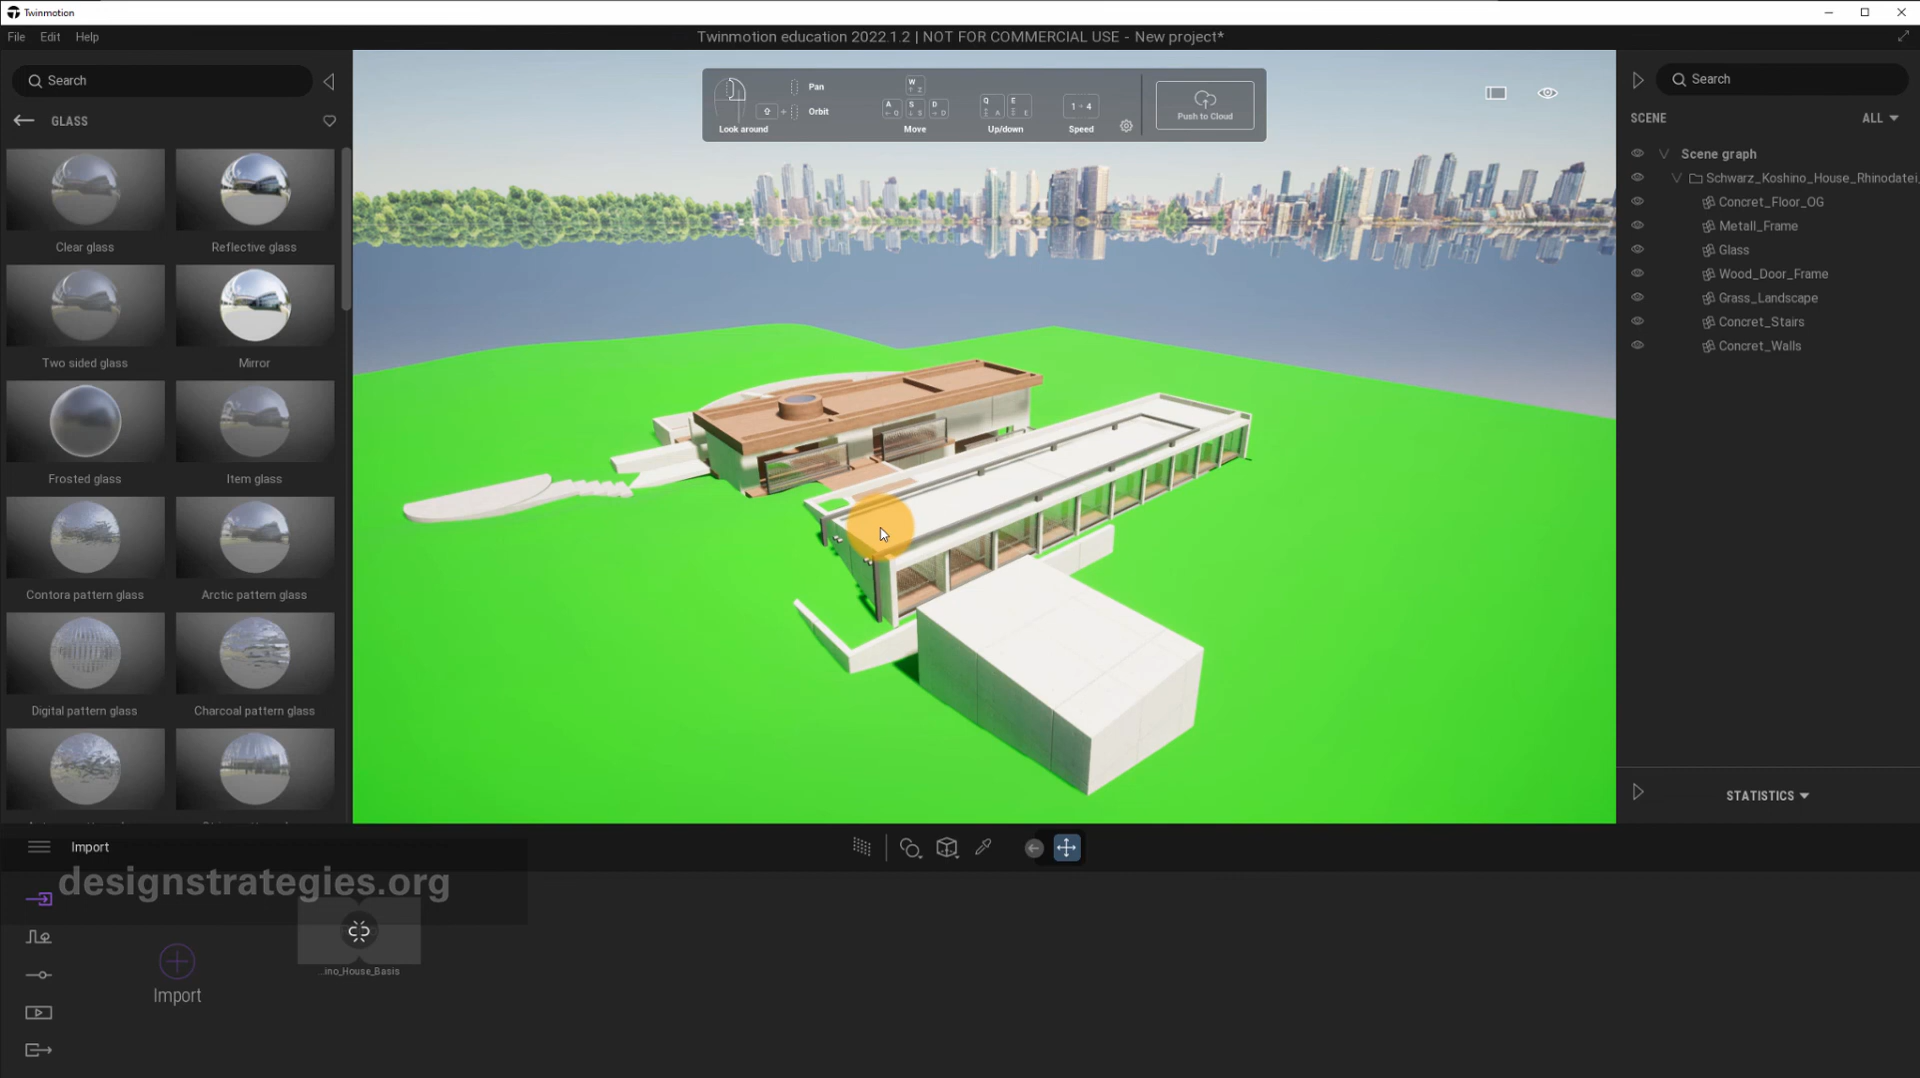 Twinmotion
File Edit Help
Twinmotion education 2022.1.2 | NOT FOR COMMERCIAL USE - New project*
Search
GLASS
Clear glass
Reflective glass
Two sided glass
Mirror
Frosted glass
Item glass
Contora pattern glass
Arctic pattern glass
Digital pattern glass
Charcoal pattern glass
Pan
Orbit
Look around
W
A S D
Move
Q E
Up/down
1 → 4
Speed
Push to Cloud
Search
SCENE ALL
Scene graph
Schwarz_Koshino_House_Rhinodatei
Concret_Floor_OG
Metall_Frame
Glass
Wood_Door_Frame
Grass_Landscape
Concret_Stairs
Concret_Walls
STATISTICS
Import
designstrategies.org
...ino_House_Basis
Import